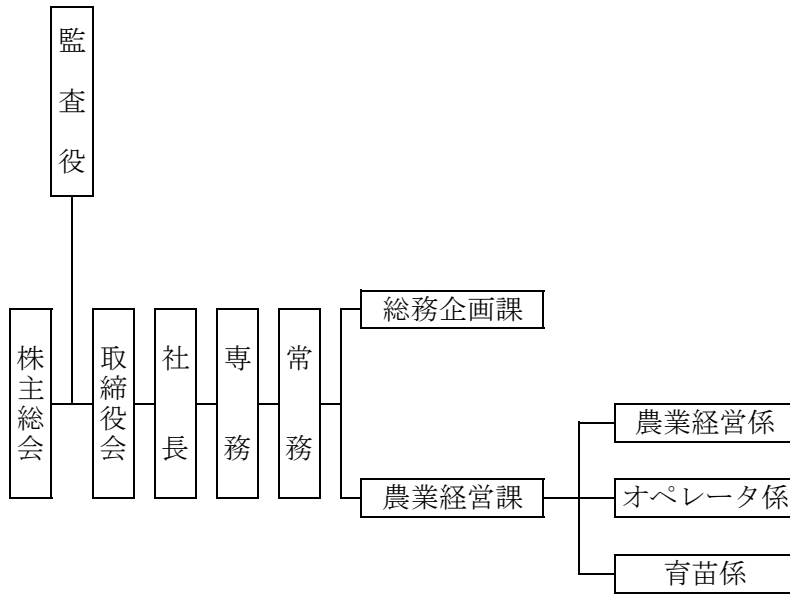 監査役
株主総会
取締役会
社長
専務
常務
総務企画課
農業経営課
農業経営係
オペレータ係
育苗係